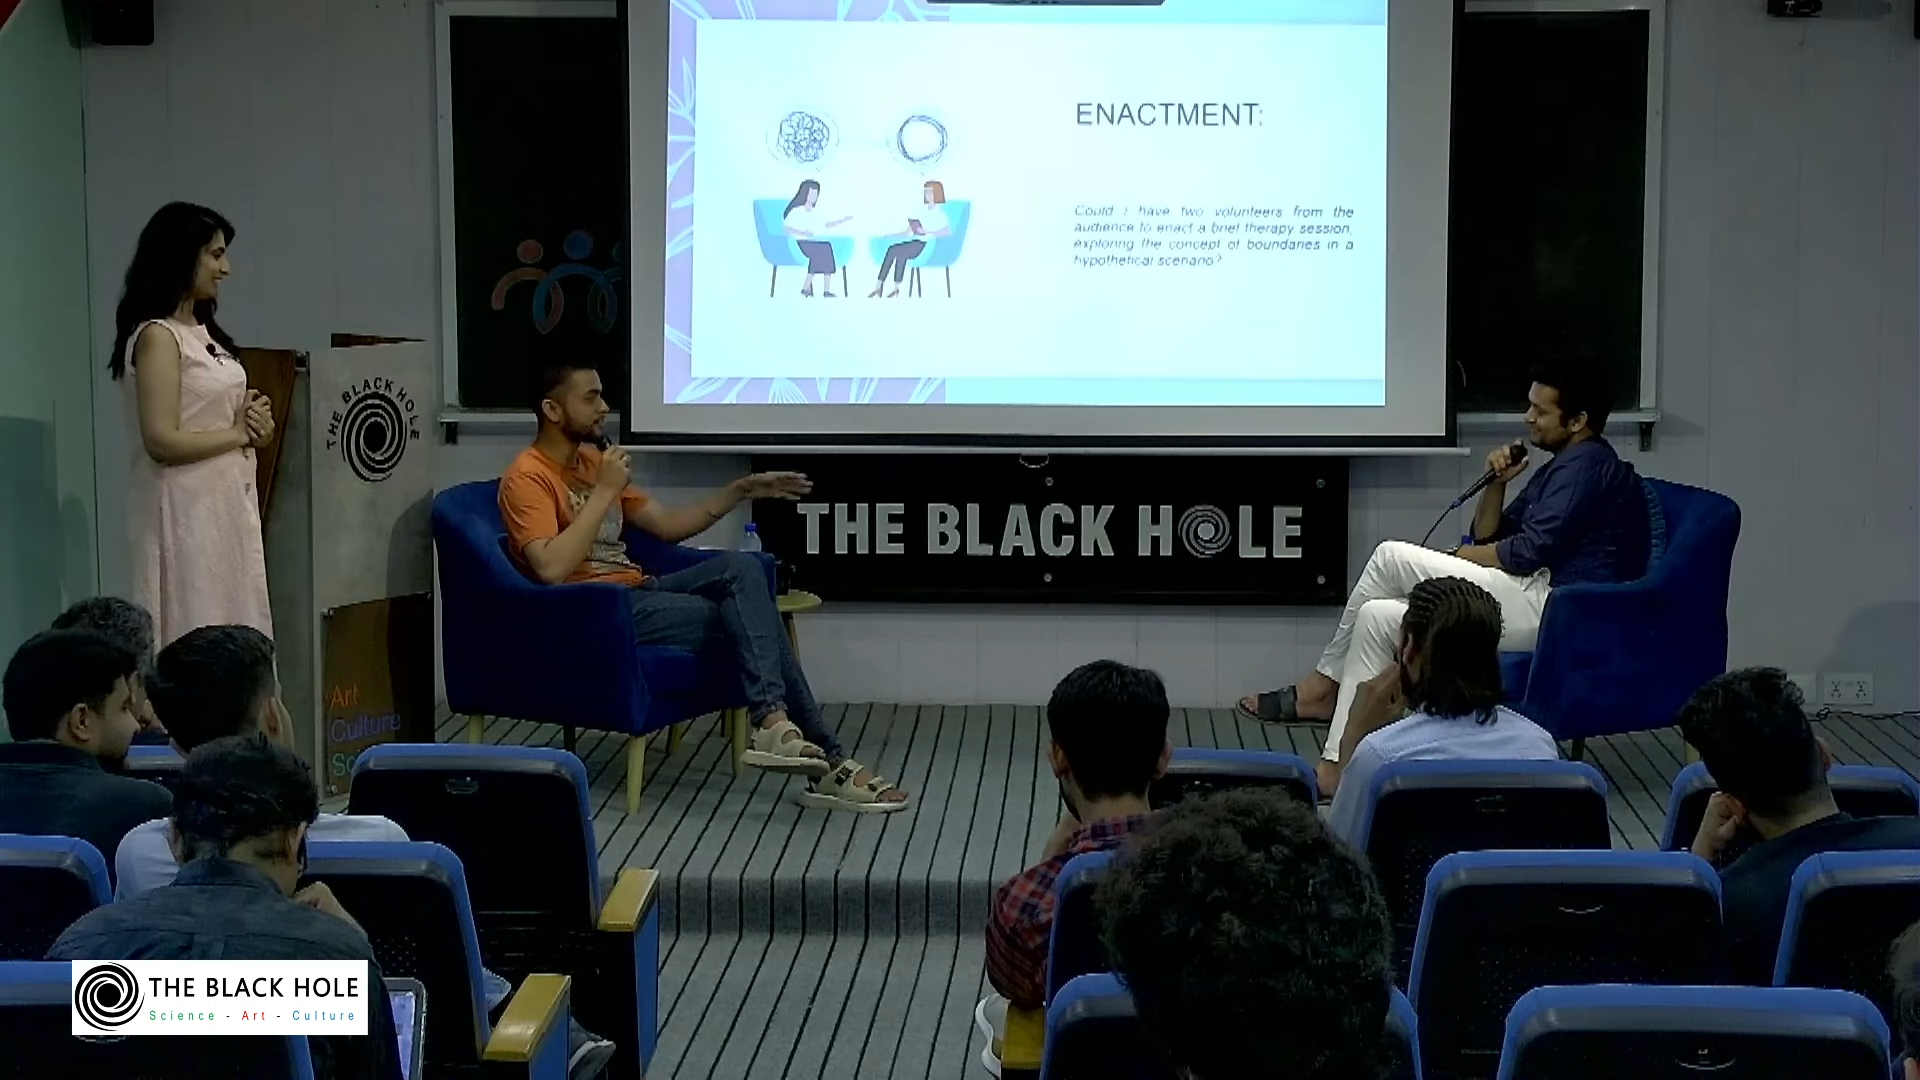 ENACTMENT:
Could I have two volunteers from the
audience to enact a brief therapy session,
exploring the concept of boundaries in a
hypothetical scenario?
THE BLACK HOLE
THE BLACK HOLE
Art
Culture
THE BLACK HOLE
Science - Art - Culture